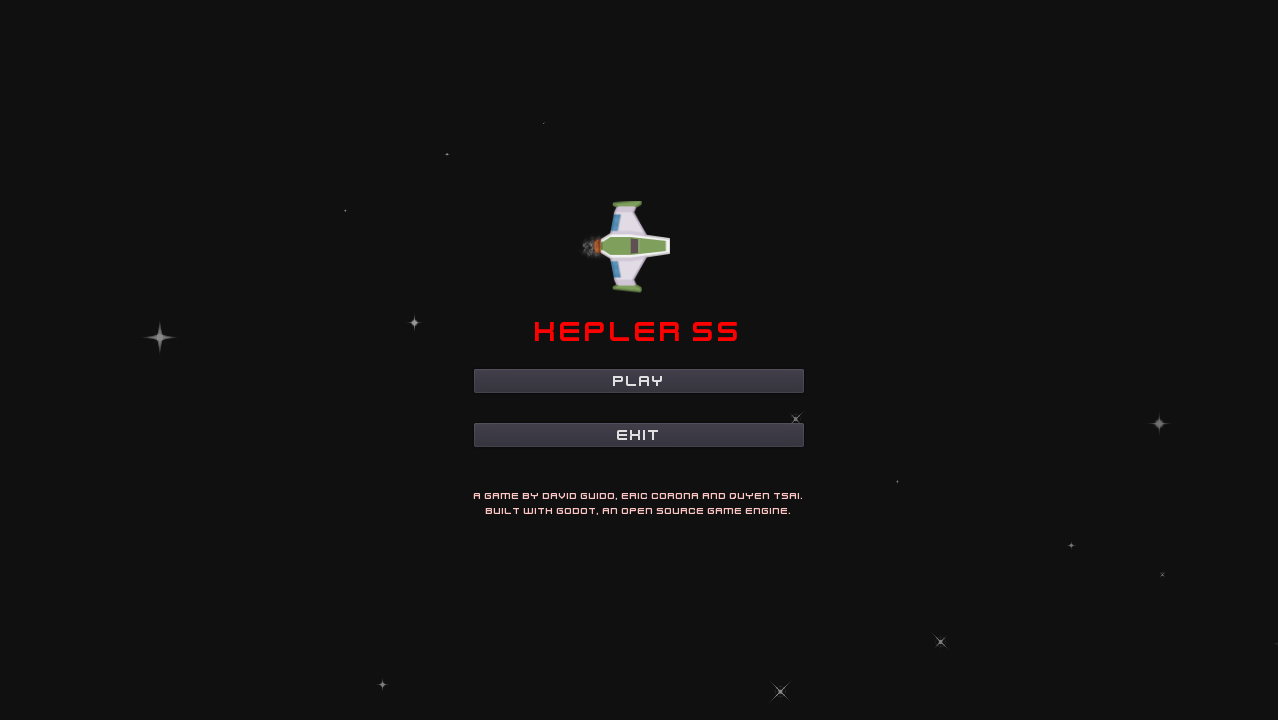 KEPLER SS
PLAY
EXIT
A GAME BY DAVID GUIDO, ERIC CORONA AND QUYEN TSAI.
BUILT WITH GODOT, AN OPEN SOURCE GAME ENGINE.